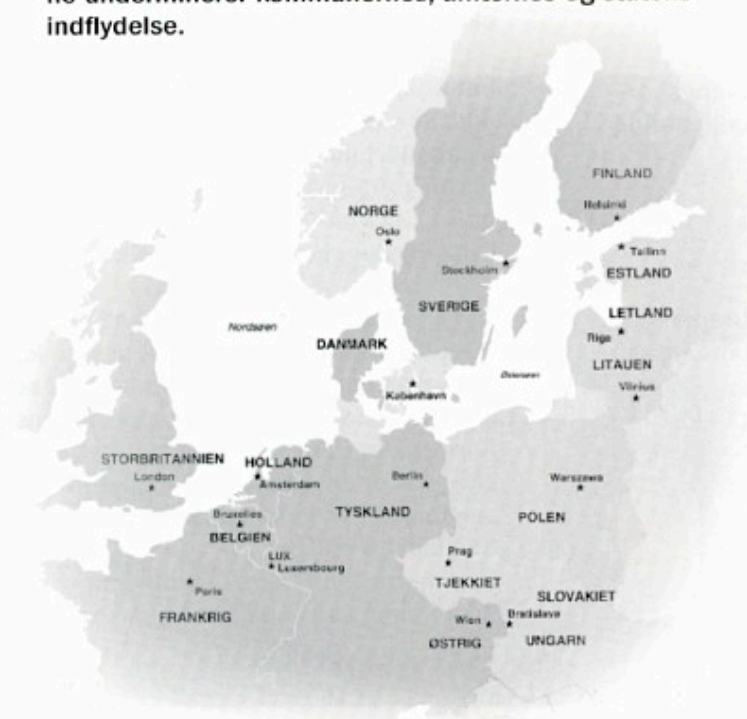 indflydelse.
FINLAND
Helsinki
NORGE
Oslo
Tallinn
Stockholm
ESTLAND
SVERIGE
LETLAND
Nordsøen
Riga
DANMARK
LITAUEN
Østersøen
Vilnius
København
STORBRITANNIEN
HOLLAND
London
Amsterdam
Berlin
Warszawa
Bruxelles
TYSKLAND
POLEN
BELGIEN
LUX
Luxembourg
Prag
Paris
TJEKKIET
SLOVAKIET
FRANKRIG
Wien
Bratislava
ØSTRIG
UNGARN